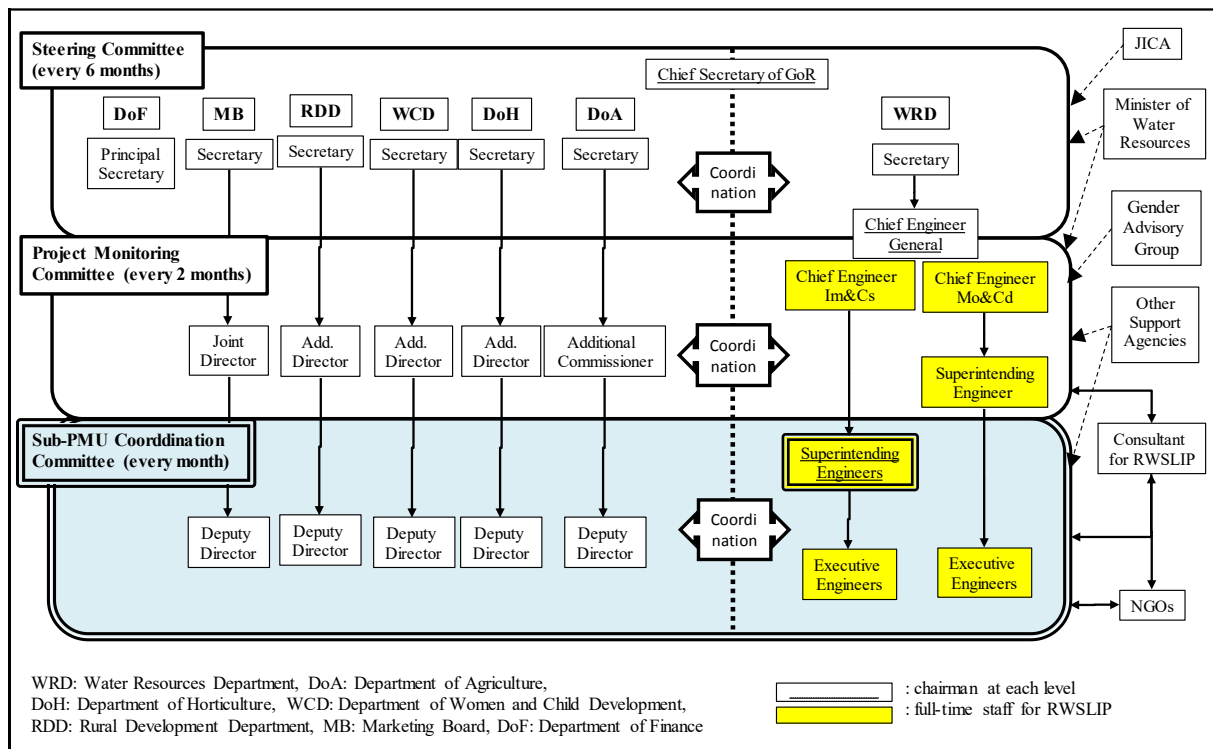 Steering Committee
(every 6 months)
Chief Secretary of GoR
DoF
MB
RDD
WCD
DoH
DoA
WRD
Principal
Secretary
Secretary
Secretary
Secretary
Secretary
Secretary
Secretary
Coordi
nation
Chief Engineer
General
Project Monitoring
Committee (every 2 months)
Chief Engineer
Im&Cs
Chief Engineer
Mo&Cd
Joint
Director
Add.
Director
Add.
Director
Add.
Director
Additional
Commissioner
Coordi
nation
Superintending
Engineer
Sub-PMU Coorddination
Committee (every month)
Superintending
Engineers
Deputy
Director
Deputy
Director
Deputy
Director
Deputy
Director
Deputy
Director
Coordi
nation
Executive
Engineers
Executive
Engineers
JICA
Minister of
Water
Resources
Gender
Advisory
Group
Other
Support
Agencies
Consultant
for RWSLIP
NGOs
WRD: Water Resources Department, DoA: Department of Agriculture,
DoH: Department of Horticulture, WCD: Department of Women and Child Development,
RDD: Rural Development Department, MB: Marketing Board, DoF: Department of Finance
: chairman at each level
: full-time staff for RWSLIP